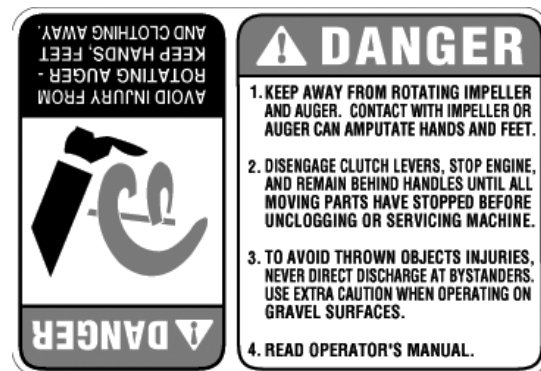 DANGER
AVOID INJURY FROM
ROTATING AUGER -
KEEP HANDS, FEET
AND CLOTHING AWAY.
DANGER
1. KEEP AWAY FROM ROTATING IMPELLER
AND AUGER. CONTACT WITH IMPELLER OR
AUGER CAN AMPUTATE HANDS AND FEET.
2. DISENGAGE CLUTCH LEVERS, STOP ENGINE,
AND REMAIN BEHIND HANDLES UNTIL ALL
MOVING PARTS HAVE STOPPED BEFORE
UNCLOGGING OR SERVICING MACHINE.
3. TO AVOID THROWN OBJECTS INJURIES,
NEVER DIRECT DISCHARGE AT BYSTANDERS.
USE EXTRA CAUTION WHEN OPERATING ON
GRAVEL SURFACES.
4. READ OPERATOR'S MANUAL.